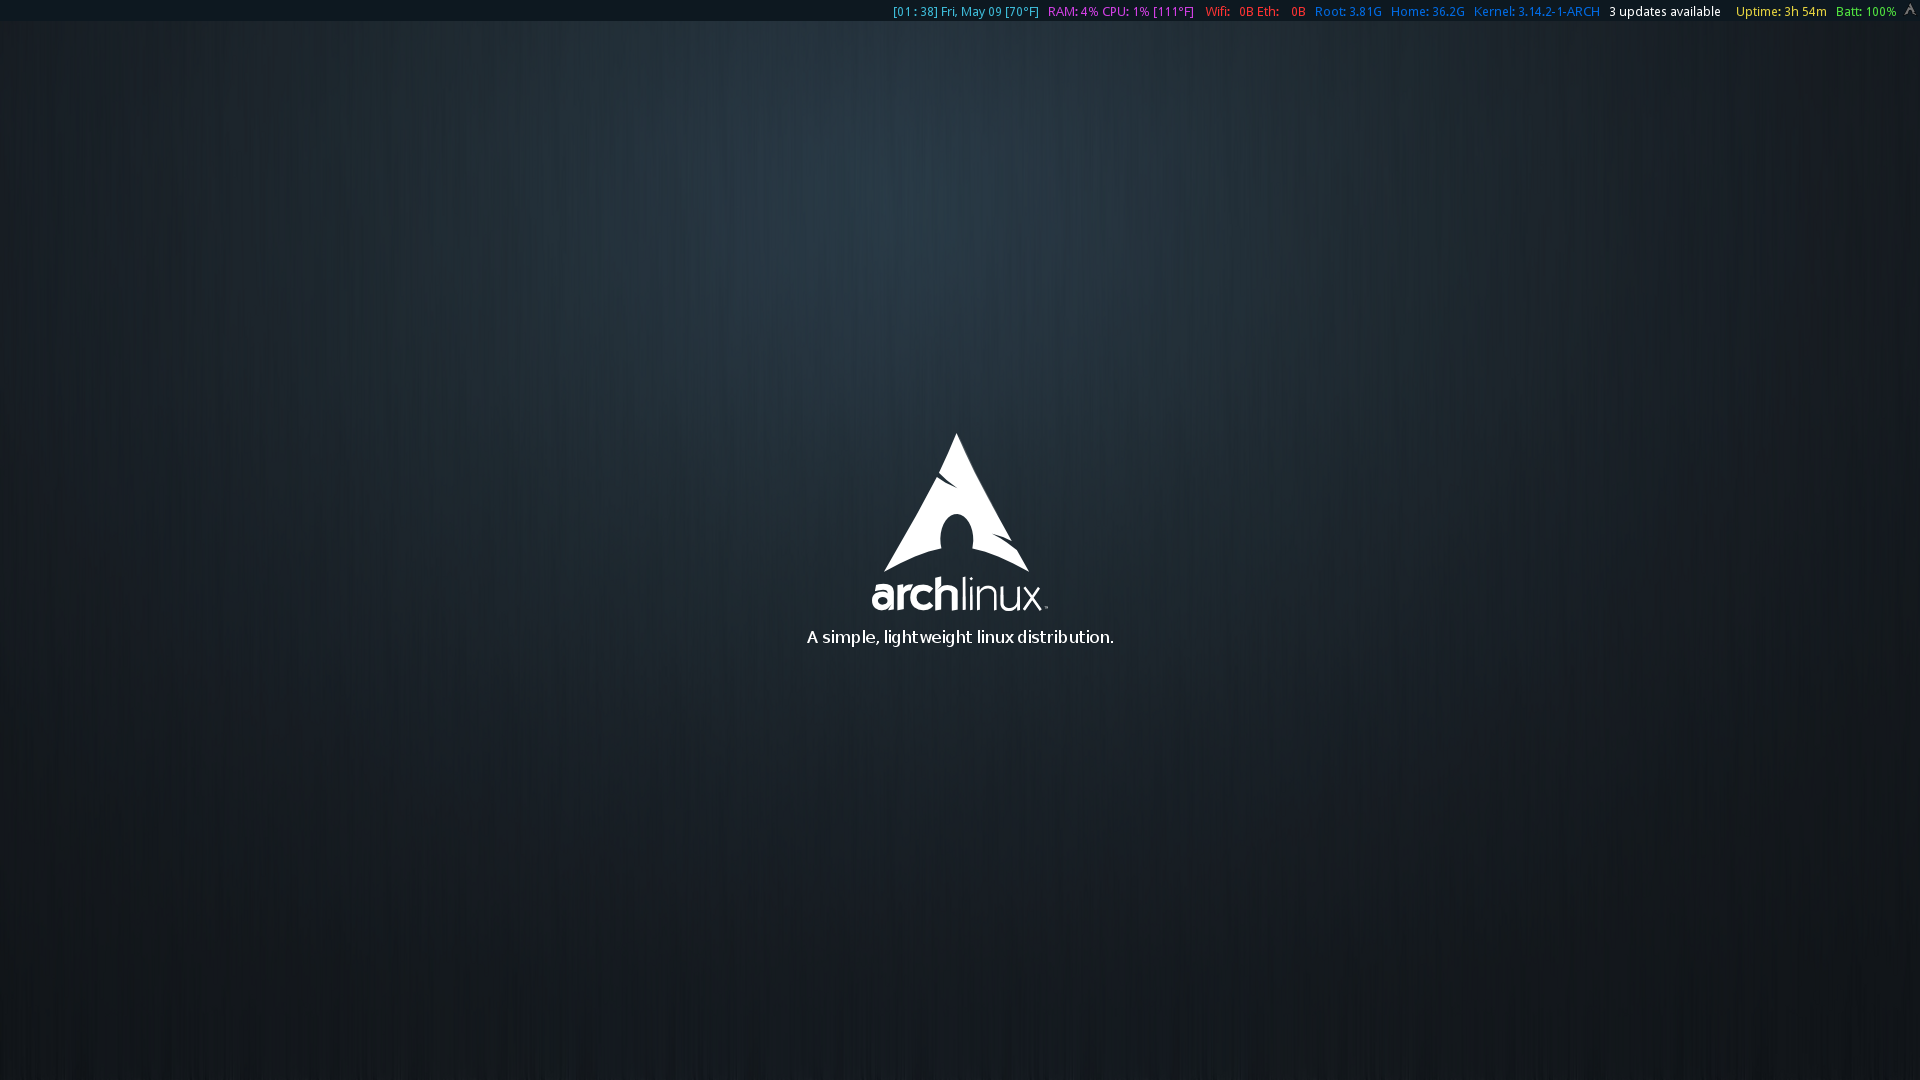 [01 : 38] Fri, May 09 [70°F] RAM: 4% CPU: 1% [111°F] Wifi: 0B Eth: 0B Root: 3.81G Home: 36.2G Kernel: 3.14.2-1-ARCH 3 updates available Uptime: 3h 54m Batt: 100%
archlinux™
A simple, lightweight linux distribution.